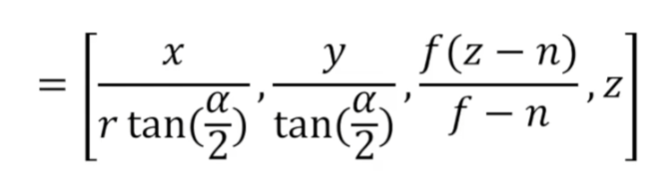 = [ x / (r tan(α/2)), y / (tan(α/2)), f(z − n) / (f − n), z ]